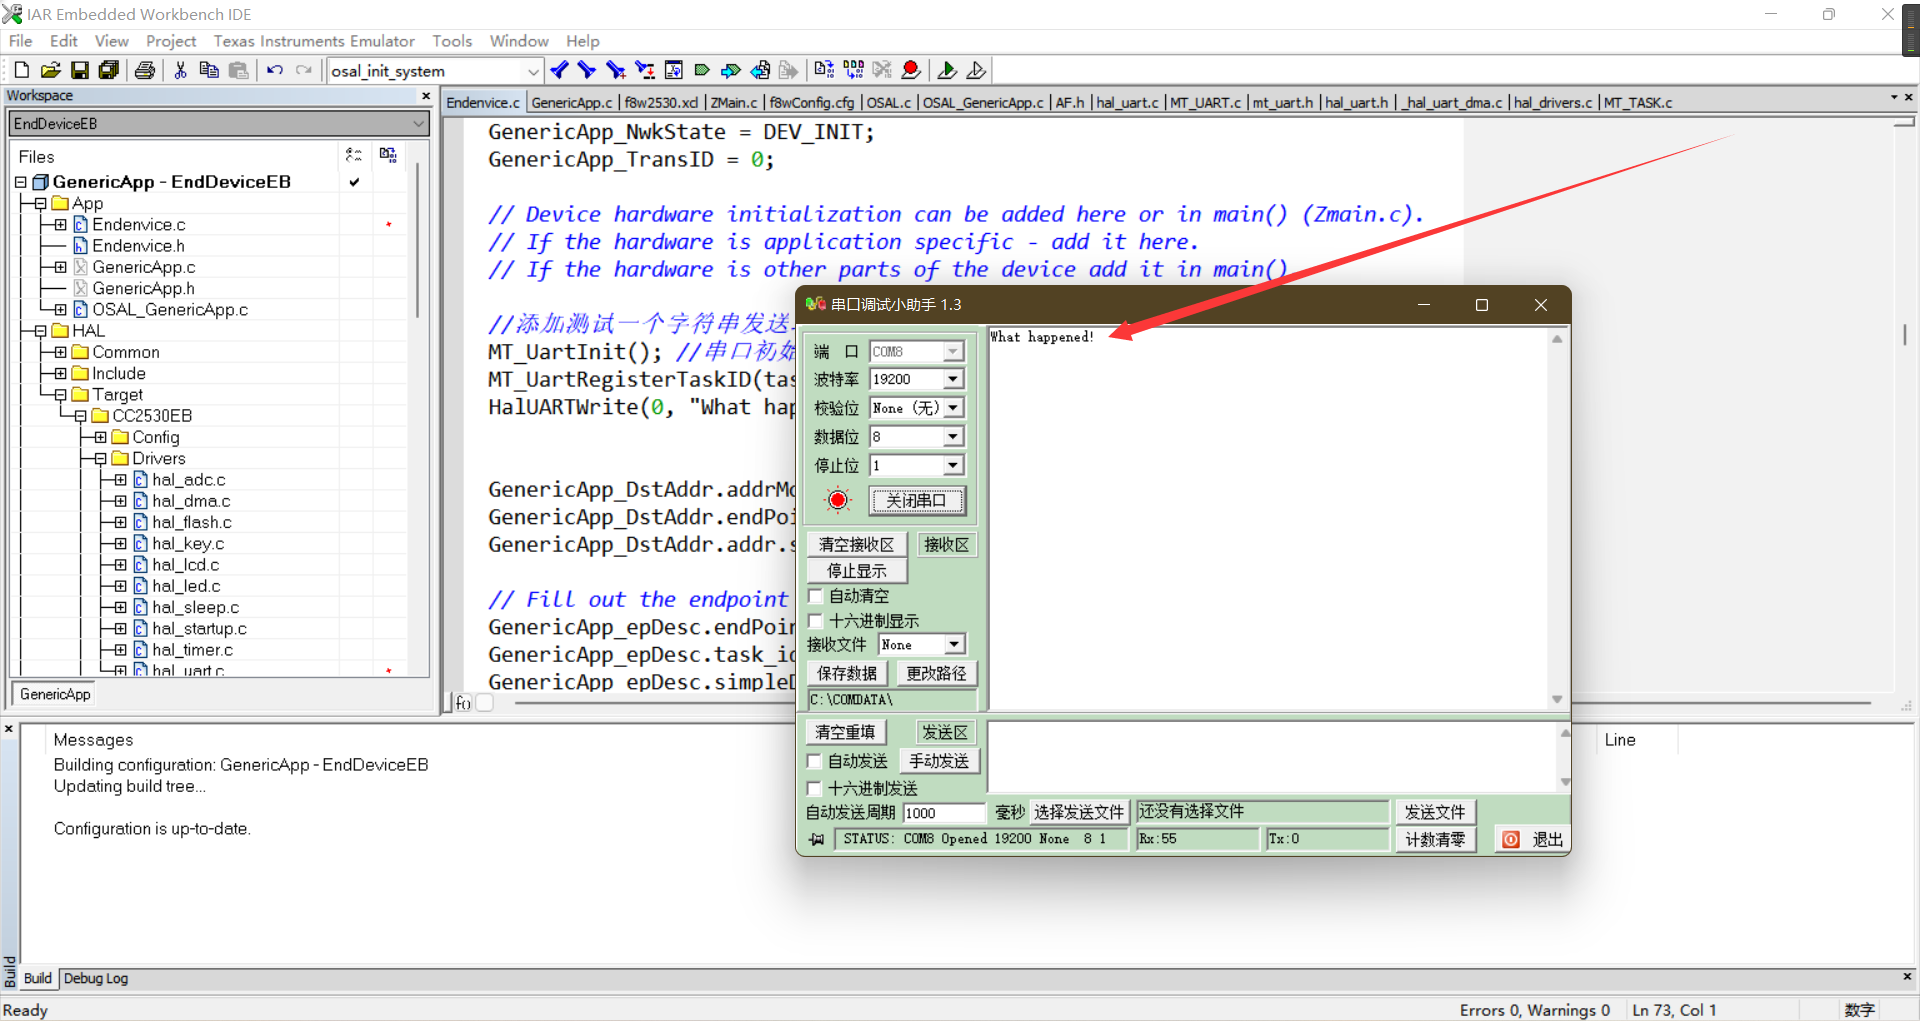 IAR Embedded Workbench IDE
File Edit View Project Texas Instruments Emulator Tools Window Help
osal_init_system
Workspace
EndDeviceEB
Files
GenericApp - EndDeviceEB
App
Endenvice.c
Endenvice.h
GenericApp.c
GenericApp.h
OSAL_GenericApp.c
HAL
Common
Include
Target
CC2530EB
Config
Drivers
hal_adc.c
hal_dma.c
hal_flash.c
hal_key.c
hal_lcd.c
hal_led.c
hal_sleep.c
hal_startup.c
hal_timer.c
hal_uart.c
GenericApp
Endenvice.c GenericApp.c f8w2530.xcl ZMain.c f8wConfig.cfg OSAL.c OSAL_GenericApp.c AF.h hal_uart.c MT_UART.c mt_uart.h hal_uart.h _hal_uart_dma.c hal_drivers.c MT_TASK.c
GenericApp_NwkState = DEV_INIT;
GenericApp_TransID = 0;
// Device hardware initialization can be added here or in main() (Zmain.c).
// If the hardware is application specific - add it here.
// If the hardware is other parts of the device add it in main()
//添加测试一个字符串发送
MT_UartInit(); //串口初始
MT_UartRegisterTaskID(tas
HalUARTWrite(0, "What hap
GenericApp_DstAddr.addrMo
GenericApp_DstAddr.endPoi
GenericApp_DstAddr.addr.s
// Fill out the endpoint
GenericApp_epDesc.endPoin
GenericApp_epDesc.task_id
GenericApp_epDesc.simpleD
f()
串口调试小助手 1.3
端 口 COM8
波特率 19200
校验位 None (无)
数据位 8
停止位 1
关闭串口
清空接收区 接收区
停止显示
自动清空
十六进制显示
接收文件 None
保存数据 更改路径
C:\COMDATA\
What happened!
清空重填 发送区
自动发送 手动发送
十六进制发送
自动发送周期 1000 毫秒 选择发送文件 还没有选择文件 发送文件
STATUS: COM8 Opened 19200 None 8 1 Rx:55 Tx:0 计数清零 退出
Messages Line
Building configuration: GenericApp - EndDeviceEB
Updating build tree...
Configuration is up-to-date.
Build
Build Debug Log
Ready Errors 0, Warnings 0 Ln 73, Col 1 数字